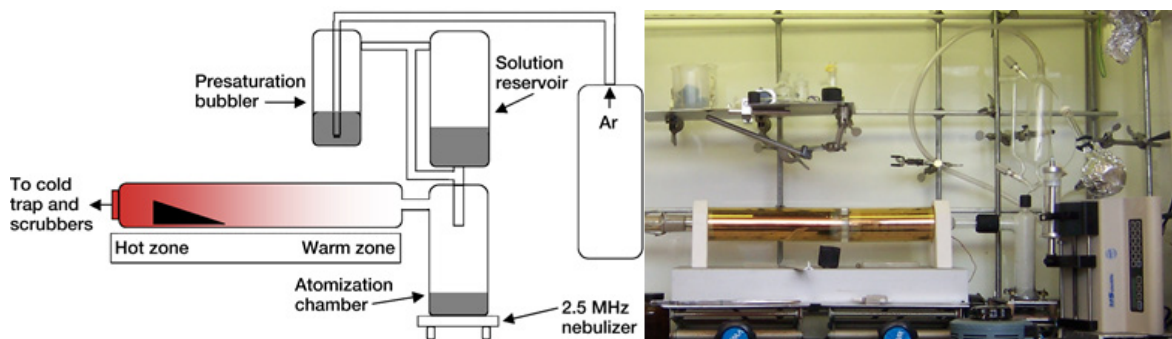 Presaturation
bubbler
Solution
reservoir
Ar
To cold
trap and
scrubbers
Hot zone
Warm zone
Atomization
chamber
2.5 MHz
nebulizer